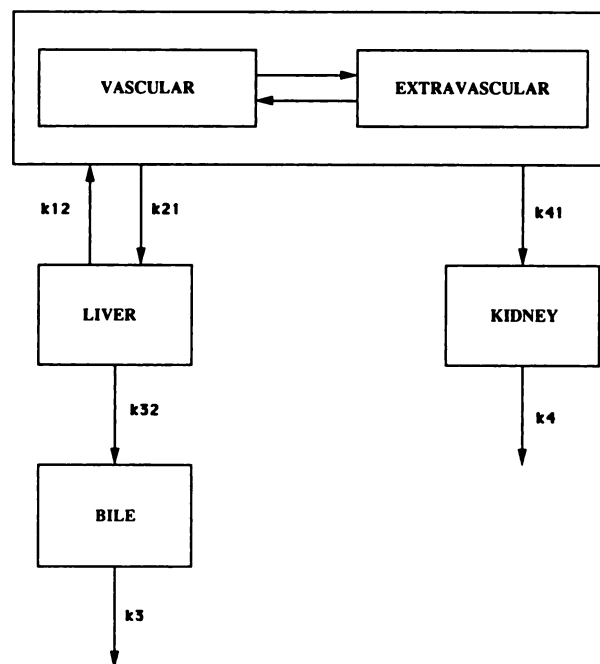 VASCULAR
EXTRAVASCULAR
k12
k21
k41
LIVER
KIDNEY
k32
k4
BILE
k3